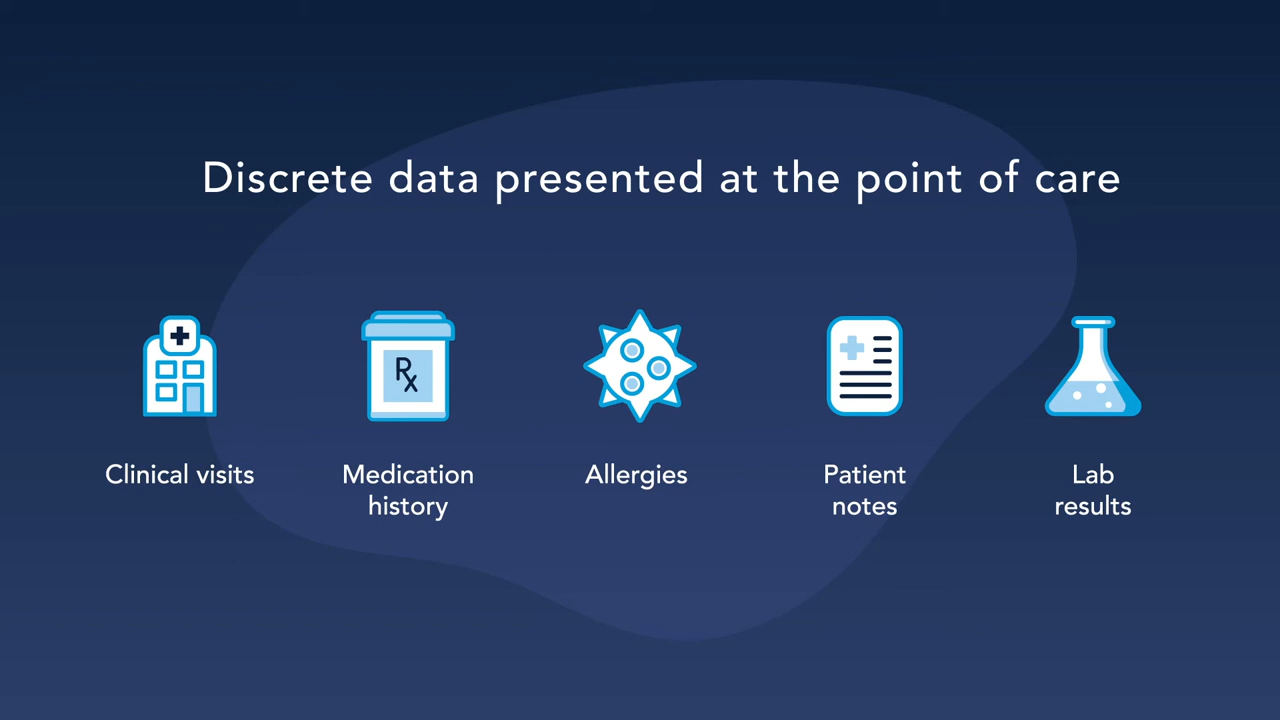 Discrete data presented at the point of care
Rx
Clinical visits
Medication
history
Allergies
Patient
notes
Lab
results